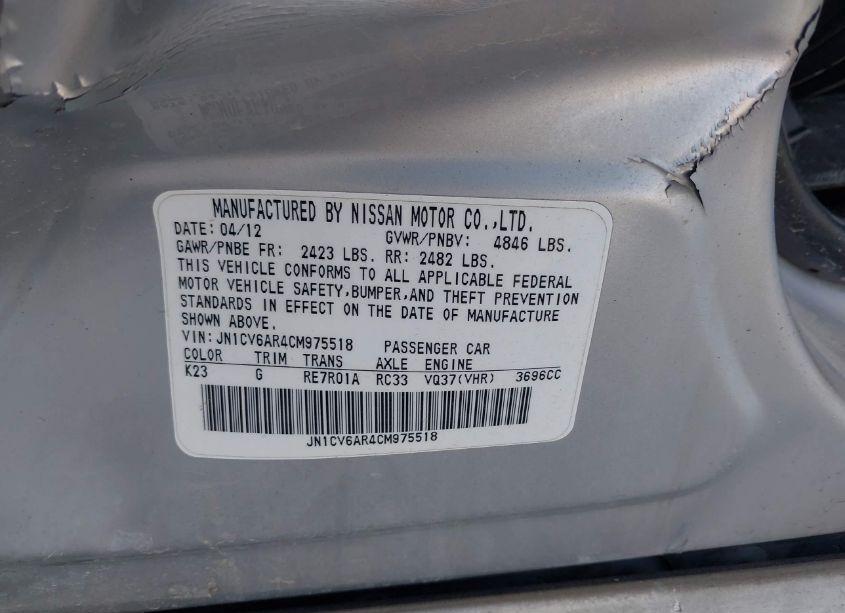 MANUFACTURED BY NISSAN MOTOR CO.,LTD.
DATE: 04/12 GVWR/PNBV: 4846 LBS.
GAWR/PNBE FR: 2423 LBS. RR: 2482 LBS.
THIS VEHICLE CONFORMS TO ALL APPLICABLE FEDERAL
MOTOR VEHICLE SAFETY,BUMPER,AND THEFT PREVENTION
STANDARDS IN EFFECT ON THE DATE OF MANUFACTURE
SHOWN ABOVE.
VIN: JN1CV6AR4CM975518 PASSENGER CAR
COLOR TRIM TRANS AXLE ENGINE
K23 G RE7R01A RC33 VQ37(VHR) 3696CC
JN1CV6AR4CM975518